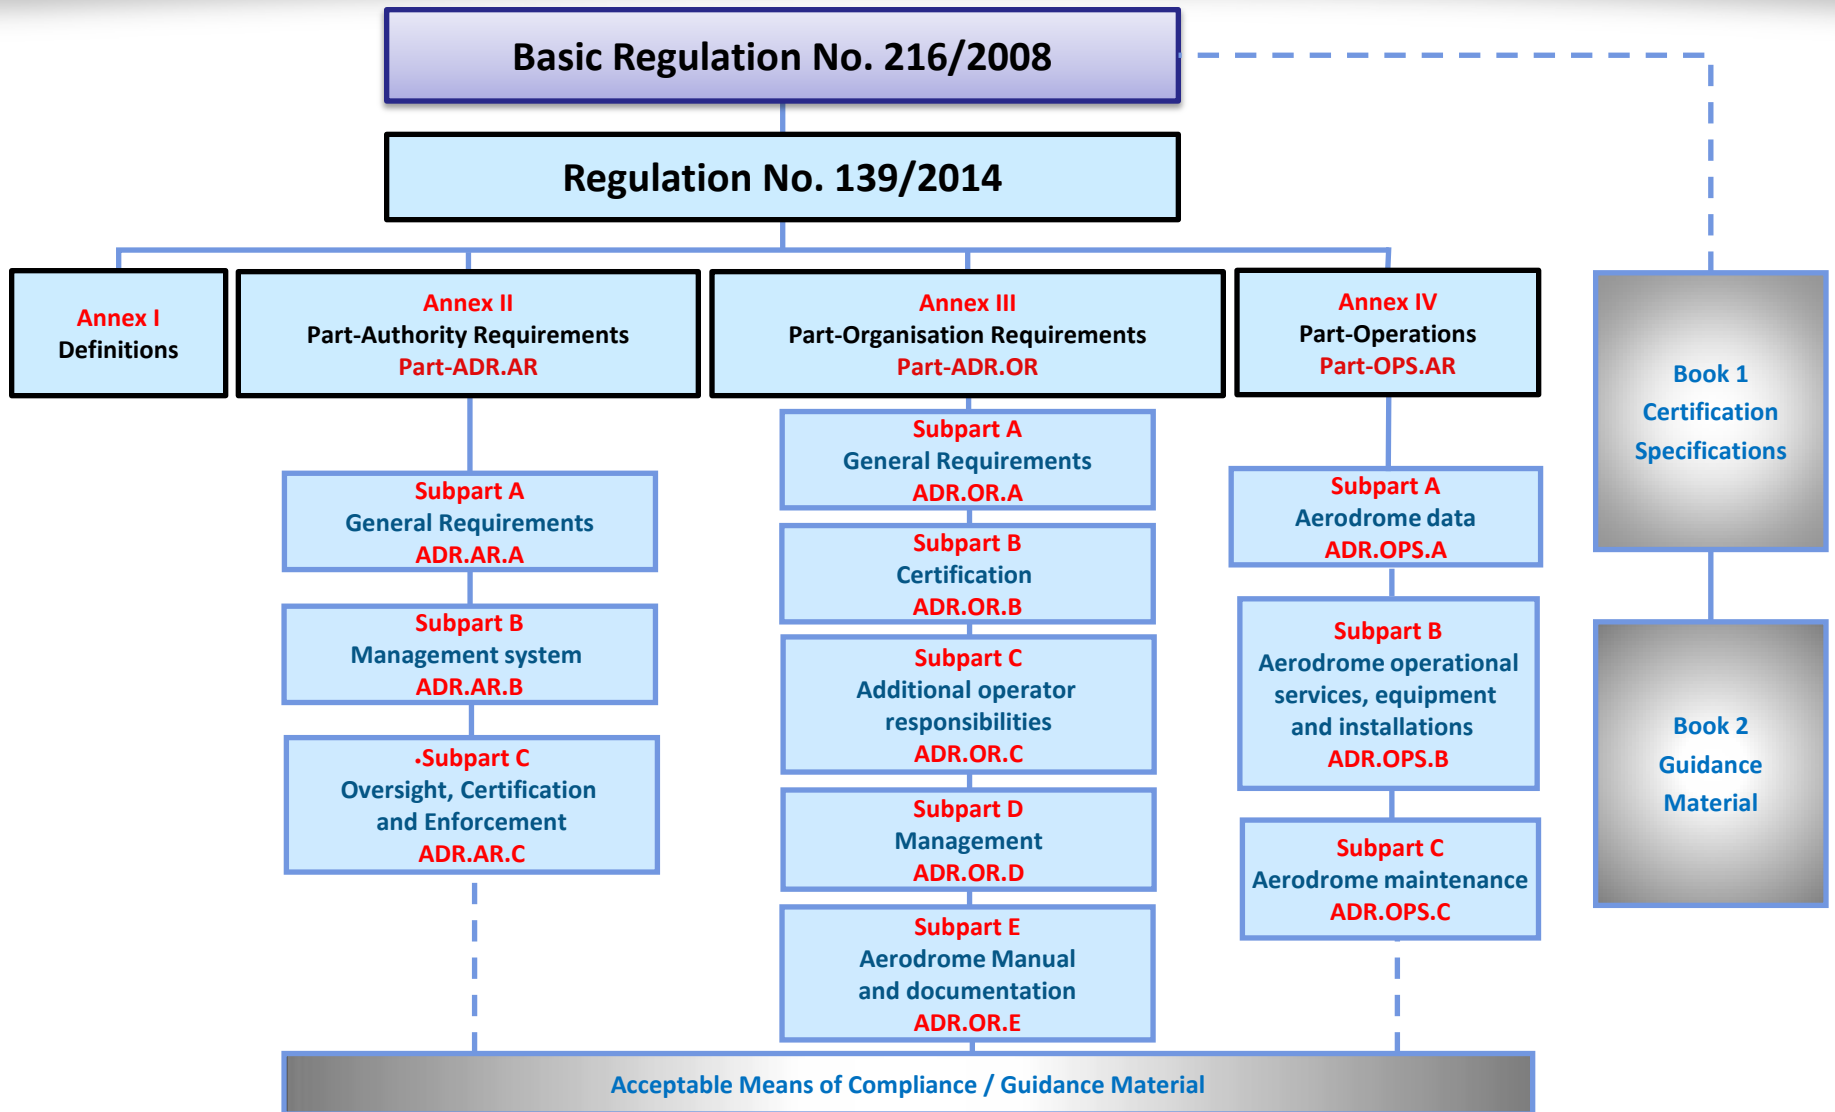 Basic Regulation No. 216/2008
Regulation No. 139/2014
Annex I
Definitions
Annex II
Part-Authority Requirements
Part-ADR.AR
Annex III
Part-Organisation Requirements
Part-ADR.OR
Annex IV
Part-Operations
Part-OPS.AR
Subpart A
General Requirements
ADR.AR.A
Subpart B
Management system
ADR.AR.B
•Subpart C
Oversight, Certification
and Enforcement
ADR.AR.C
Subpart A
General Requirements
ADR.OR.A
Subpart B
Certification
ADR.OR.B
Subpart C
Additional operator
responsibilities
ADR.OR.C
Subpart D
Management
ADR.OR.D
Subpart E
Aerodrome Manual
and documentation
ADR.OR.E
Subpart A
Aerodrome data
ADR.OPS.A
Subpart B
Aerodrome operational
services, equipment
and installations
ADR.OPS.B
Subpart C
Aerodrome maintenance
ADR.OPS.C
Book 1
Certification
Specifications
Book 2
Guidance
Material
Acceptable Means of Compliance / Guidance Material